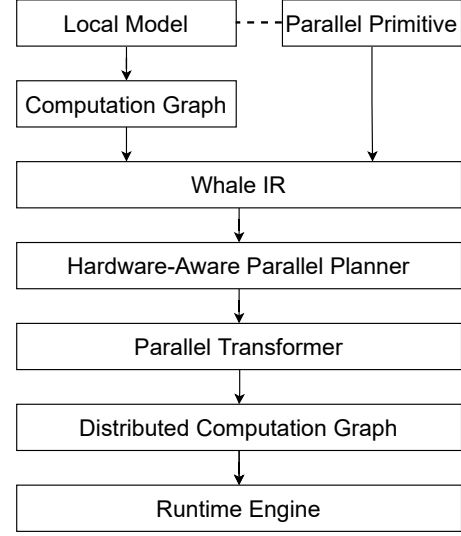 Local Model
Parallel Primitive
Computation Graph
Whale IR
Hardware-Aware Parallel Planner
Parallel Transformer
Distributed Computation Graph
Runtime Engine